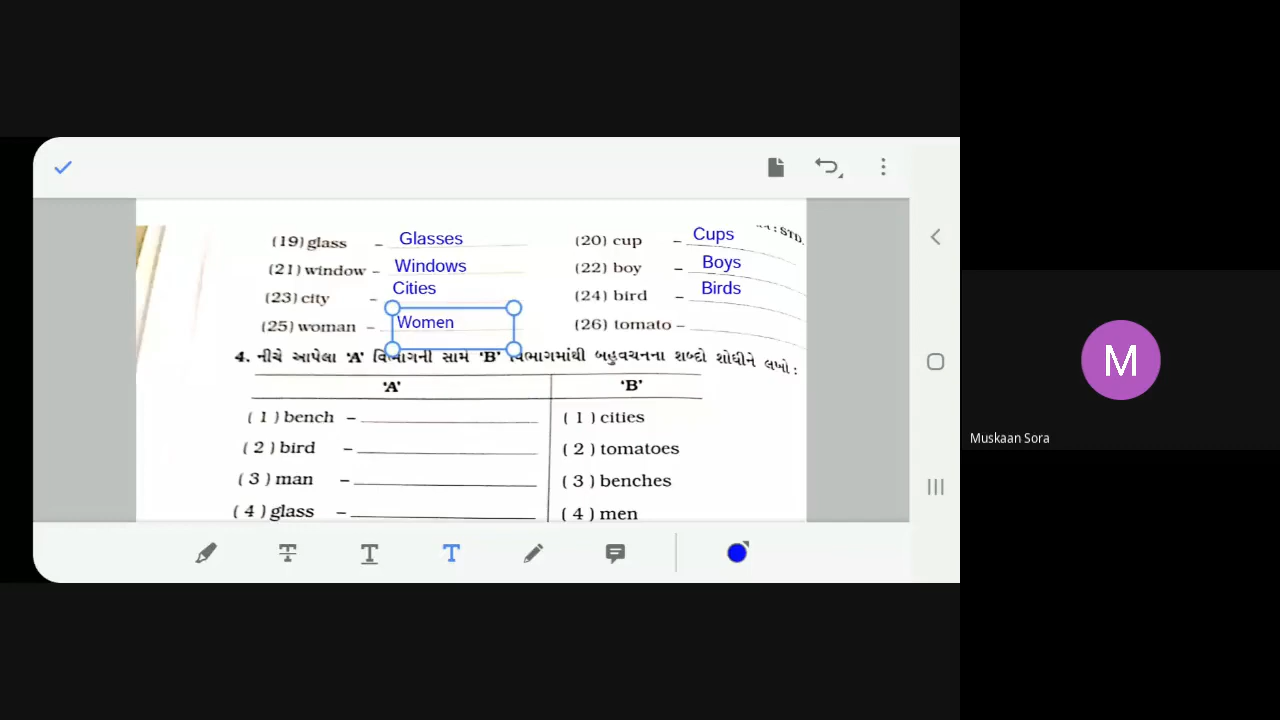 (19) glass – Glasses (20) cup – Cups : STD.
(21) window – Windows (22) boy – Boys
(23) city – Cities (24) bird – Birds
(25) woman – Women (26) tomato –
4. નીચે આપેલા ‘A’ વિભાગની સામે ‘B’ વિભાગમાંથી બહુવચનના શબ્દો શોધીને લખો :
‘A’ ‘B’
( 1 ) bench – ( 1 ) cities
( 2 ) bird – ( 2 ) tomatoes
( 3 ) man – ( 3 ) benches
( 4 ) glass – ( 4 ) men
M
Muskaan Sora